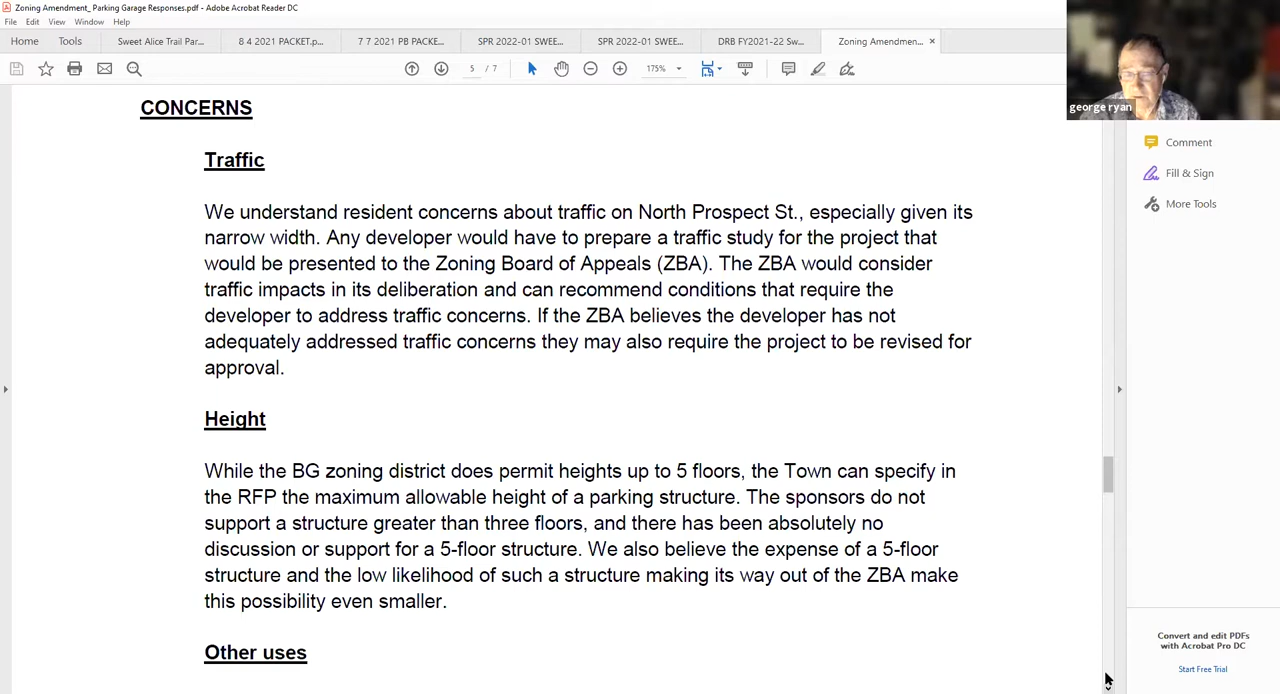 Zoning Amendment_ Parking Garage Responses.pdf - Adobe Acrobat Reader DC
File Edit View Window Help
Home Tools Sweet Alice Trail Par... 8 4 2021 PACKET.p... 7 7 2021 PB PACKE... SPR 2022-01 SWEE... SPR 2022-01 SWEE... DRB FY2021-22 Sw... Zoning Amendmen... ×
5 / 7 175%
george ryan
Comment
Fill & Sign
More Tools
CONCERNS
Traffic
We understand resident concerns about traffic on North Prospect St., especially given its
narrow width. Any developer would have to prepare a traffic study for the project that
would be presented to the Zoning Board of Appeals (ZBA). The ZBA would consider
traffic impacts in its deliberation and can recommend conditions that require the
developer to address traffic concerns. If the ZBA believes the developer has not
adequately addressed traffic concerns they may also require the project to be revised for
approval.
Height
While the BG zoning district does permit heights up to 5 floors, the Town can specify in
the RFP the maximum allowable height of a parking structure. The sponsors do not
support a structure greater than three floors, and there has been absolutely no
discussion or support for a 5-floor structure. We also believe the expense of a 5-floor
structure and the low likelihood of such a structure making its way out of the ZBA make
this possibility even smaller.
Other uses
Convert and edit PDFs
with Acrobat Pro DC
Start Free Trial